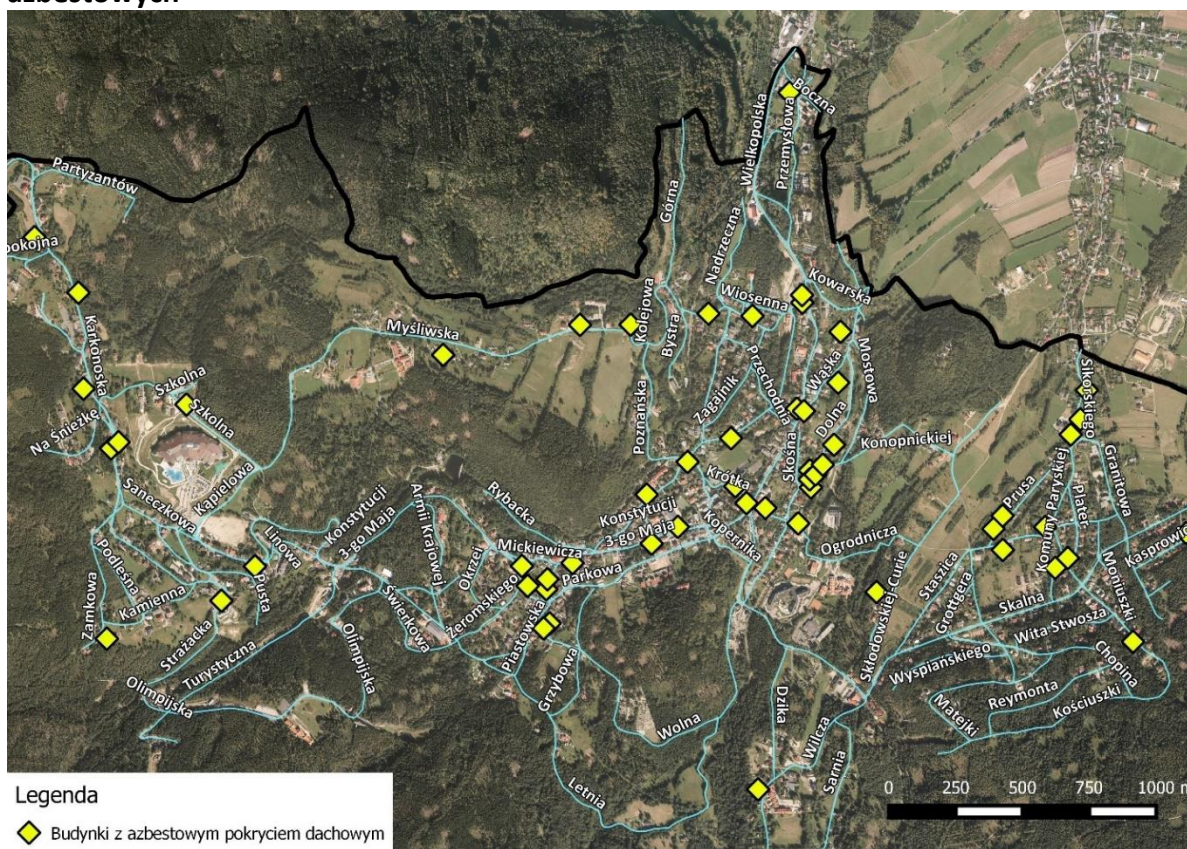 azbestowych
Boczna
Partyzantów
Wielkopolska
Przemysłowa
Górna
Nadrzeczna
pokojna
Kowarska
Wiosenna
Karkonoska
Myśliwska
Kolejowa
Bystra
Mostowa
Przechodnia
Wąska
Sikorskiego
Szkolna
Szkolna
Zagajnik
Poznańska
Dolna
Na Śnieżkę
Konopnickiej
Skośna
Granitowa
Kąpielowa
Krótka
Prusa
Komuny Paryskiej
Plater
Saneczkowa
Konstytucji
3-go Maja
Armii Krajowej
Rybacka
Konstytucji
3-go Maja
Kopernika
Lipowa
Mickiewicza
Ogrodnicza
Kasprowic
Podleśna
Okrzei
Parkowa
Skłodowskiej-Curie
Staszica
Grottgera
Moniuszki
Pusta
Kamienna
Żeromskiego
Skalna
Zamkowa
Świerkowa
Wita Stwosza
Strażacka
Olimpijska
Piastowska
Wyspiańskiego
Chopina
Turystyczna
Grzybowa
Reymonta
Olimpijska
Dzika
Kościuszki
Matejki
Wolna
Wilcza
Sarnia
Letnia
0 250 500 750 1000 m
Legenda
Budynki z azbestowym pokryciem dachowym